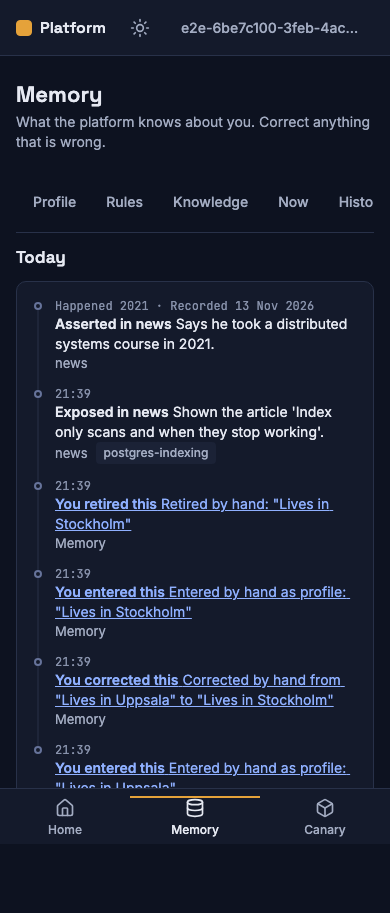 Platform
e2e-6be7c100-3feb-4ac...
Memory
What the platform knows about you. Correct anything
that is wrong.
Profile Rules Knowledge Now Histo
Today
Happened 2021 · Recorded 13 Nov 2026
Asserted in news Says he took a distributed
systems course in 2021.
news
21:39
Exposed in news Shown the article 'Index
only scans and when they stop working'.
news postgres-indexing
21:39
You retired this Retired by hand: "Lives in
Stockholm"
Memory
21:39
You entered this Entered by hand as profile:
"Lives in Stockholm"
Memory
21:39
You corrected this Corrected by hand from
"Lives in Uppsala" to "Lives in Stockholm"
Memory
21:39
You entered this Entered by hand as profile:
"Lives in Uppsala"
Home Memory Canary